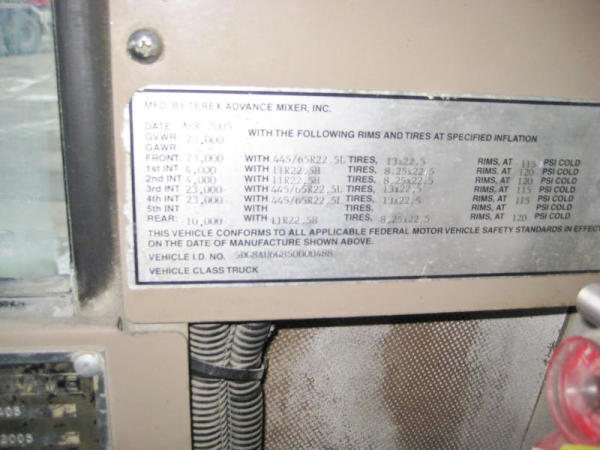 MFD. BY TEREX ADVANCE MIXER, INC.
DATE: APR 2005
GVWR: 73,000 WITH THE FOLLOWING RIMS AND TIRES AT SPECIFIED INFLATION
GAWR:
FRONT: 21,000 WITH 445/65R22.5L TIRES, 13x22.5 RIMS, AT 115 PSI COLD
1st INT 4,000 WITH 11R22.5H TIRES, 8.25x22.5 RIMS, AT 120 PSI COLD
2nd INT 4,000 WITH 11R22.5H TIRES, 8.25x22.5 RIMS, AT 120 PSI COLD
3rd INT 23,000 WITH 445/65R22.5L TIRES, 13x22.5 RIMS, AT 115 PSI COLD
4th INT 23,000 WITH 445/65R22.5L TIRES, 13x22.5 RIMS, AT 115 PSI COLD
5th INT WITH TIRES, RIMS, AT PSI COLD
REAR: 10,000 WITH 11R22.5H TIRES, 8.25x22.5 RIMS, AT 120 PSI COLD
THIS VEHICLE CONFORMS TO ALL APPLICABLE FEDERAL MOTOR VEHICLE SAFETY STANDARDS IN EFFECT
ON THE DATE OF MANUFACTURE SHOWN ABOVE.
VEHICLE I.D. NO. 5DG8AU6G850000488
VEHICLE CLASS TRUCK
2005